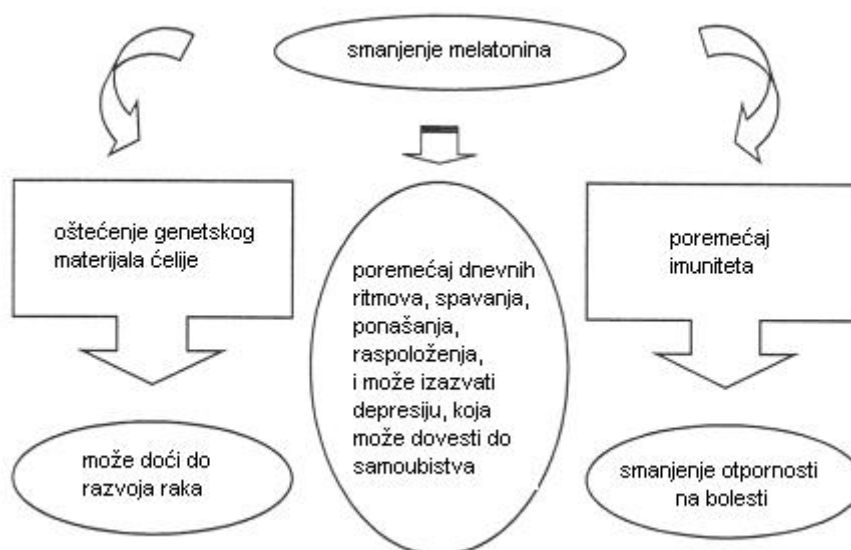 smanjenje melatonina
oštećenje genetskog
materijala ćelije
može doći do
razvoja raka
poremećaj dnevnih
ritmova, spavanja,
ponašanja,
raspoloženja,
i može izazvati
depresiju, koja
može dovesti do
samoubistva
poremećaj
imuniteta
smanjenje otpornosti
na bolesti